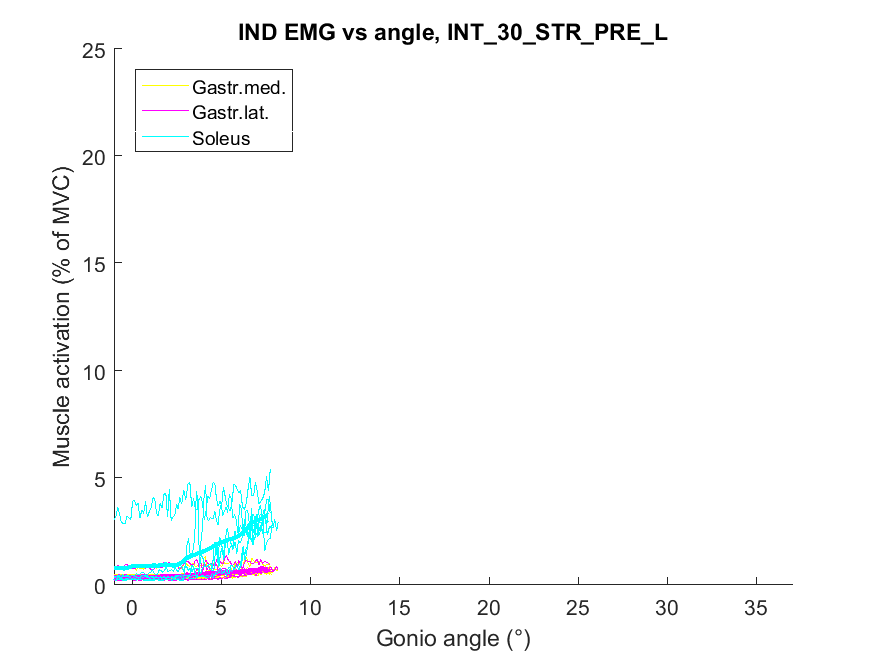 IND EMG vs angle, INT_30_STR_PRE_L
25
20
15
10
5
0
Muscle activation (% of MVC)
Gastr.med.
Gastr.lat.
Soleus
0 5 10 15 20 25 30 35
Gonio angle (°)